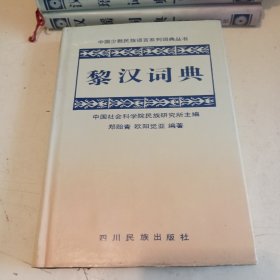 中国少数民族语言系列词典丛书
黎汉词典
中国社会科学院民族研究所主编
郑贻青 欧阳觉亚 编著
四川民族出版社